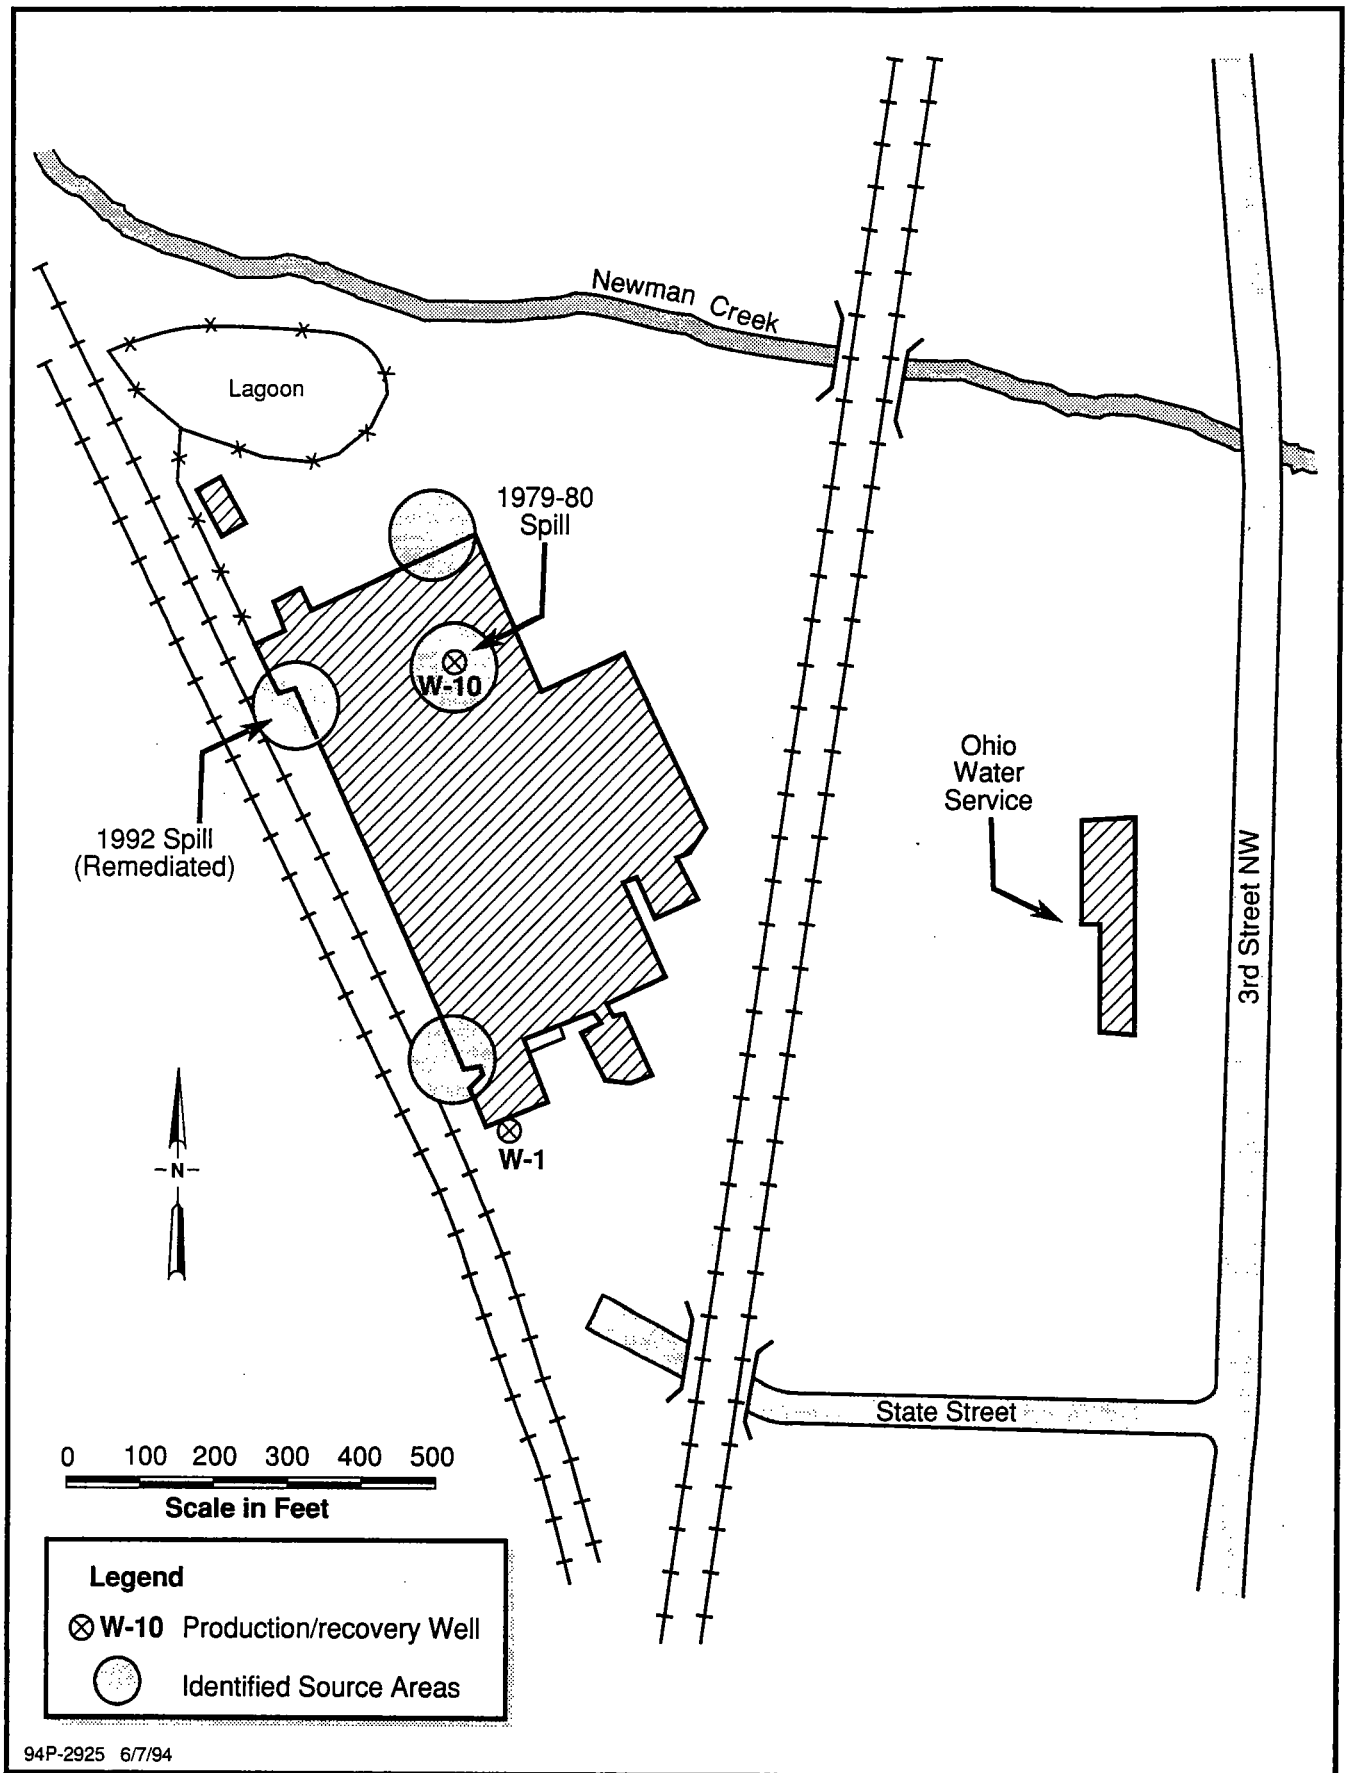 Newman Creek
Lagoon
1979-80
Spill
W-10
1992 Spill
(Remediated)
Ohio
Water
Service
3rd Street NW
W-1
-N-
State Street
0 100 200 300 400 500
Scale in Feet
Legend
W-10 Production/recovery Well
Identified Source Areas
94P-2925 6/7/94